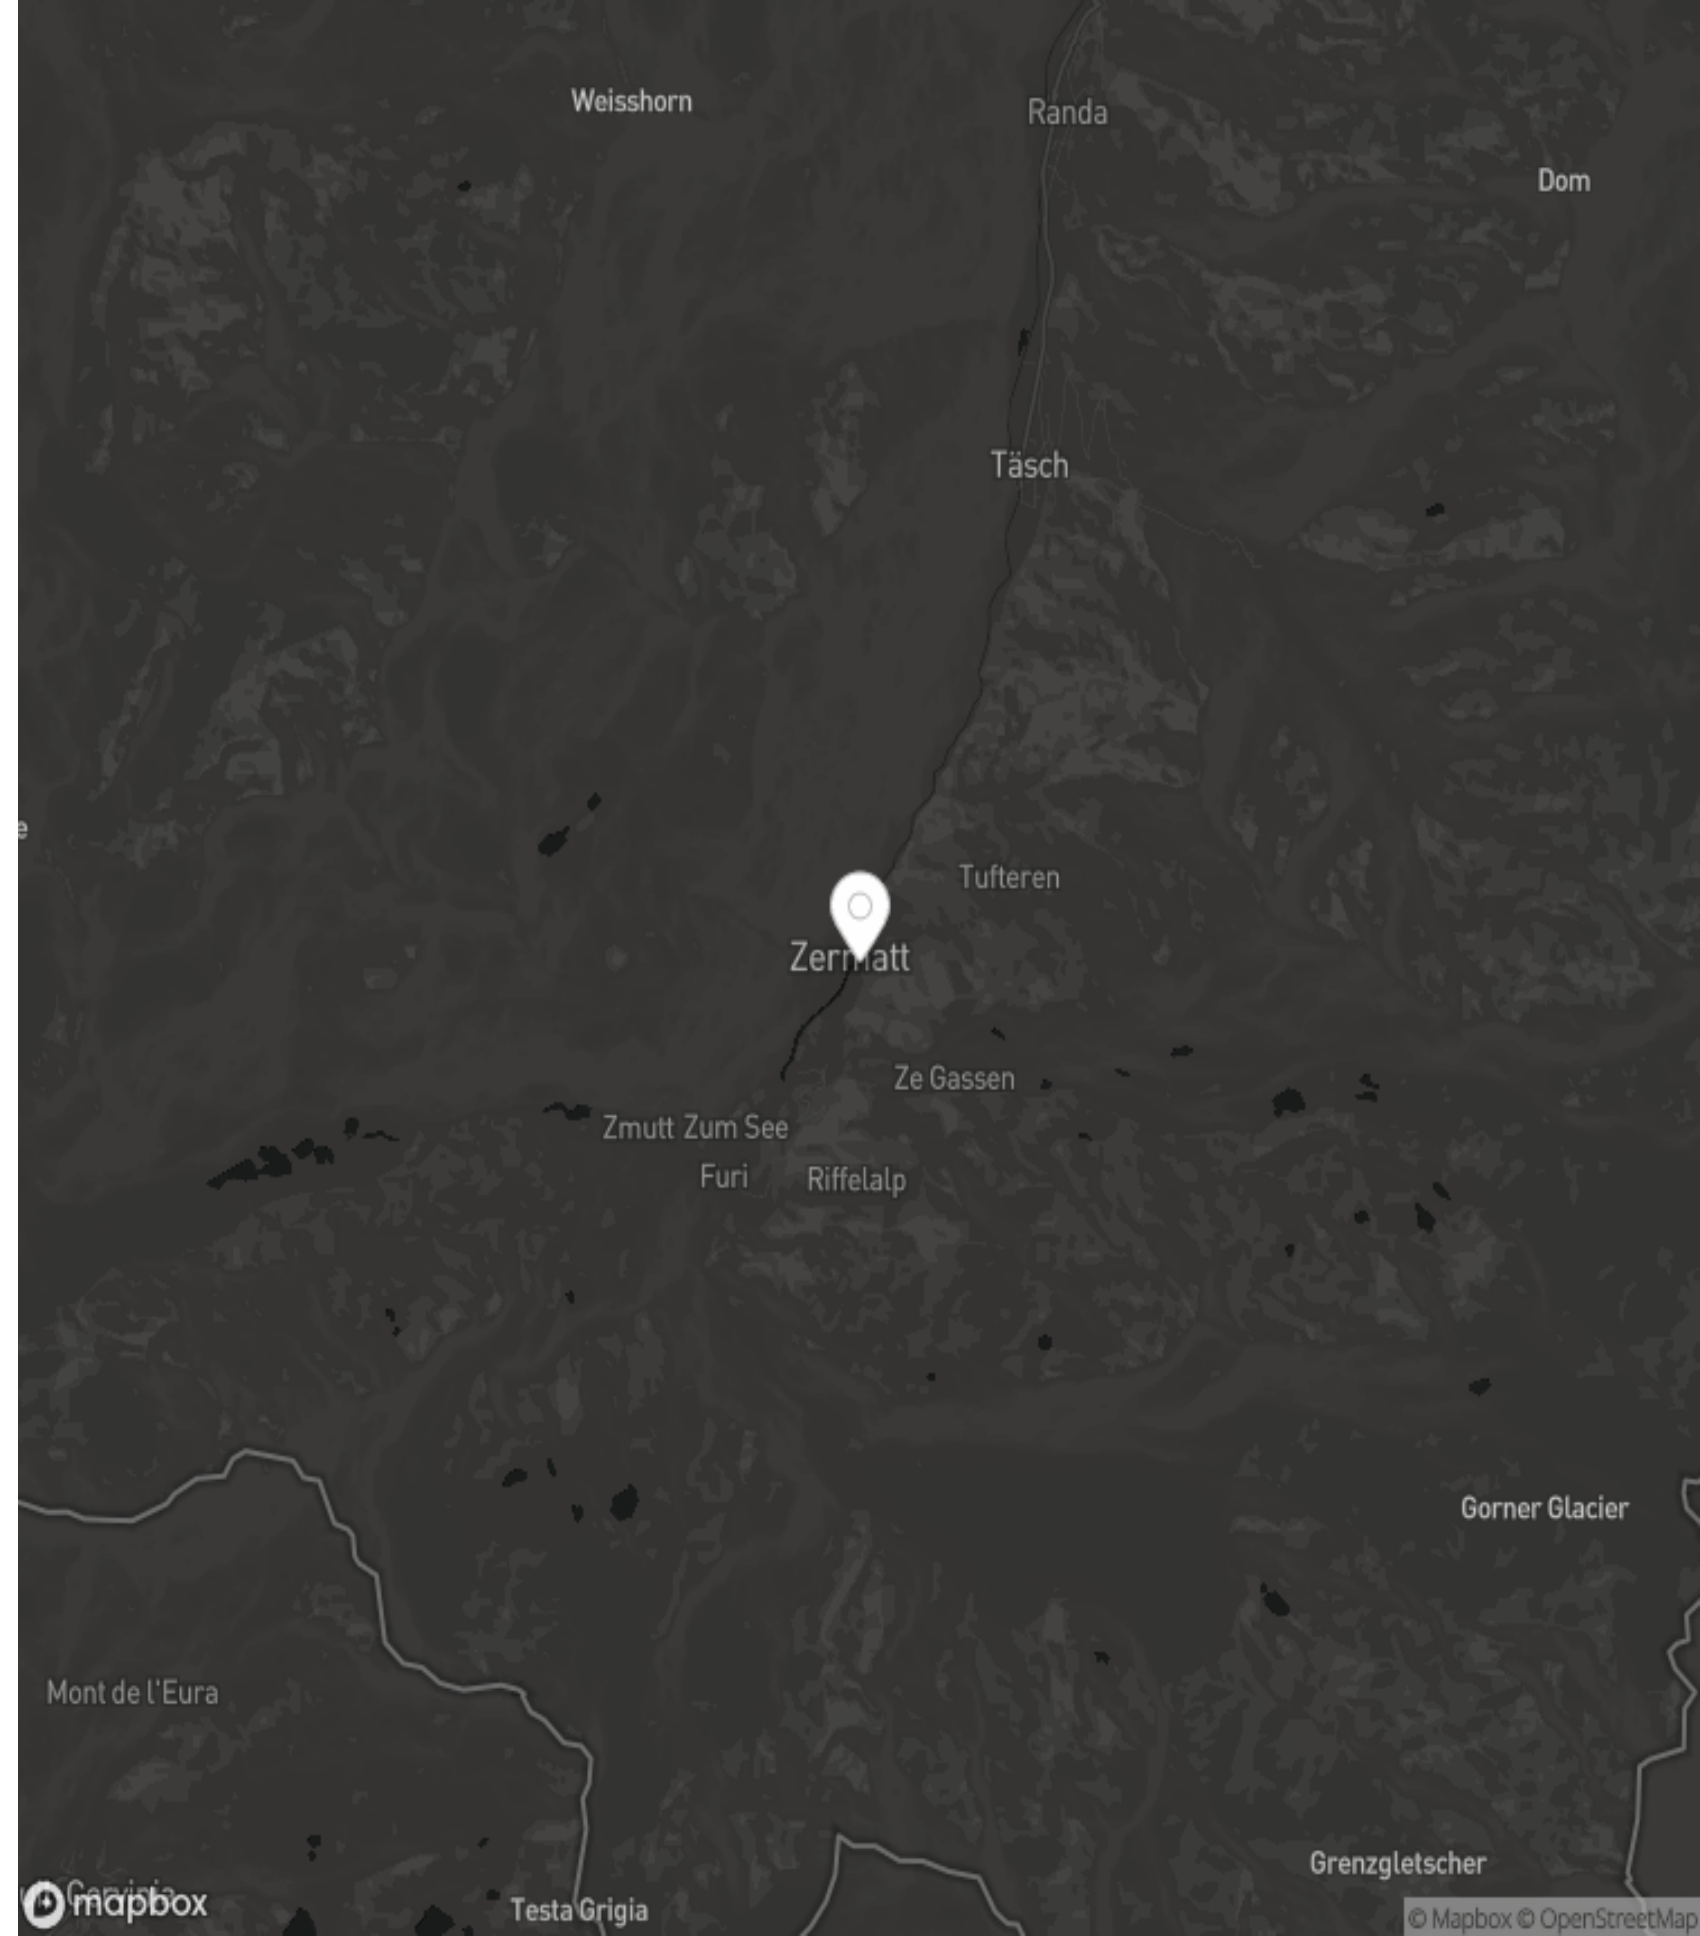 Weisshorn
Randa
Dom
Täsch
Tufteren
Zermatt
Ze Gassen
Zmutt Zum See
Furi
Riffelalp
Gorner Glacier
Mont de l'Eura
Grenzgletscher
mapbox
Testa Grigia
© Mapbox © OpenStreetMap